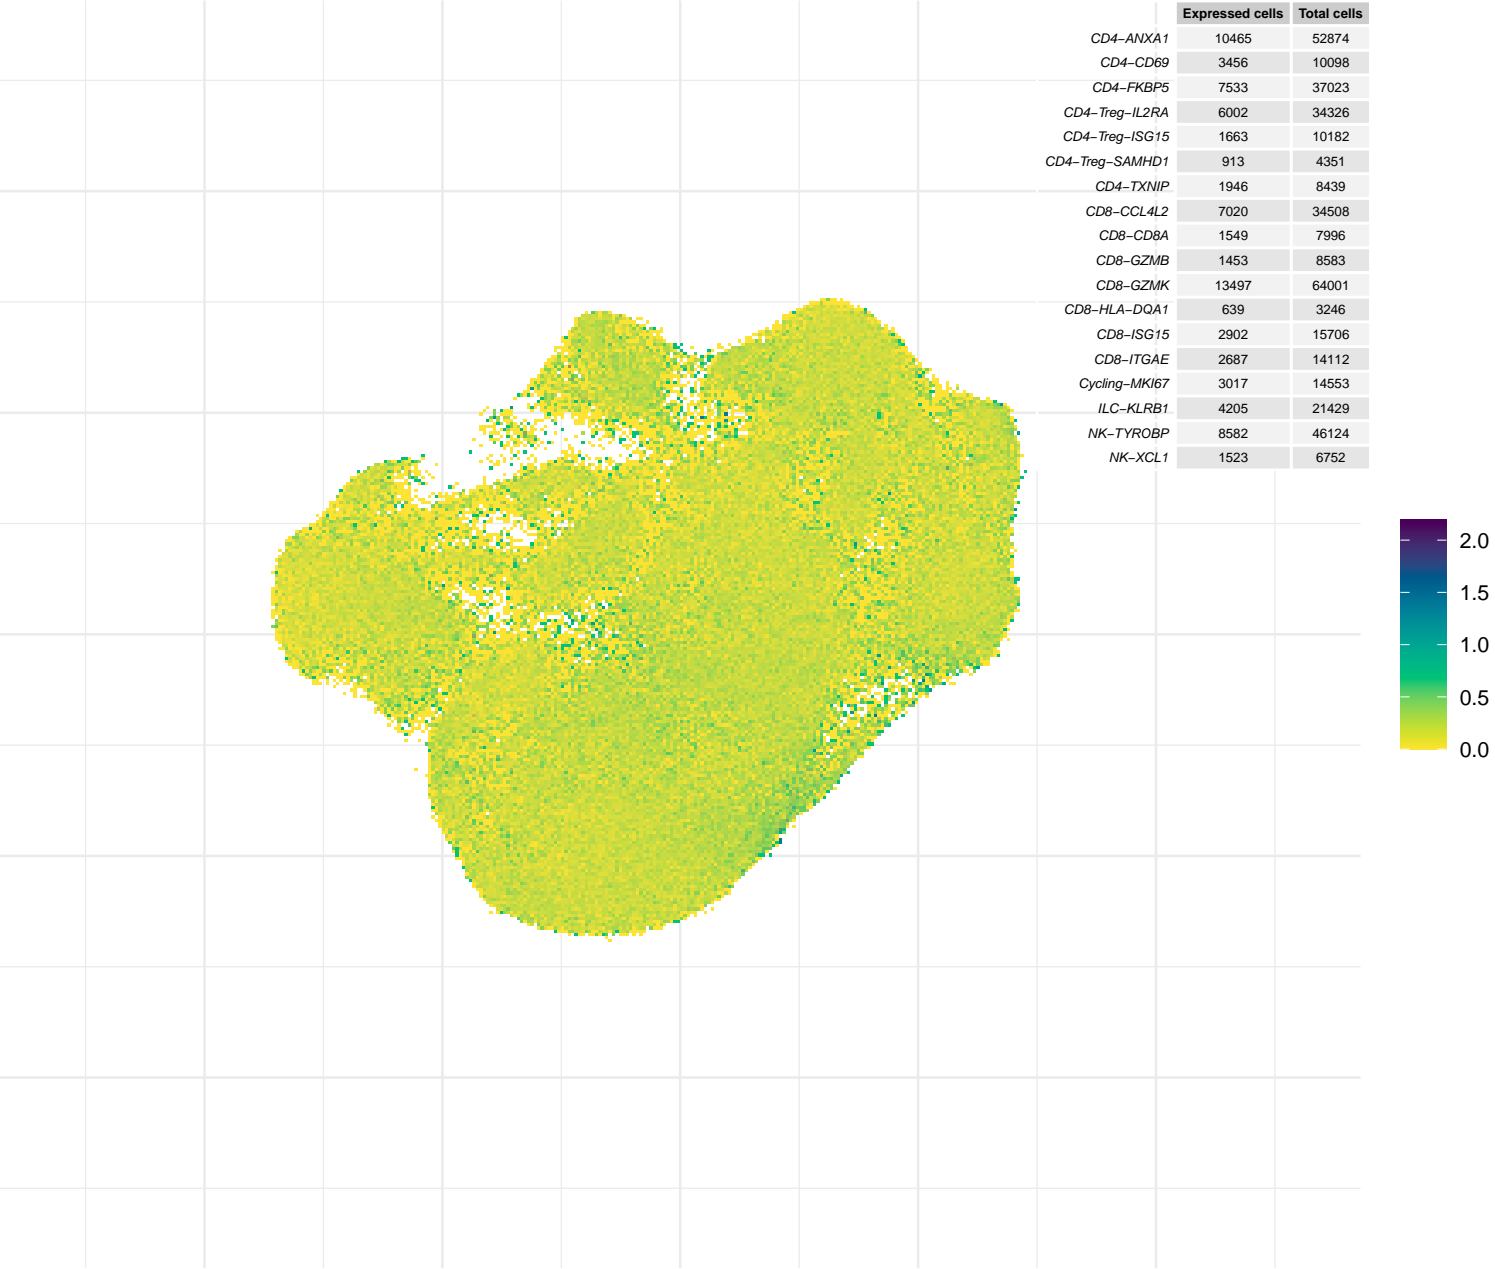 Expressed cells Total cells
CD4−ANXA1 10465 52874
CD4−CD69 3456 10098
CD4−FKBP5 7533 37023
CD4−Treg−IL2RA 6002 34326
CD4−Treg−ISG15 1663 10182
CD4−Treg−SAMHD1 913 4351
CD4−TXNIP 1946 8439
CD8−CCL4L2 7020 34508
CD8−CD8A 1549 7996
CD8−GZMB 1453 8583
CD8−GZMK 13497 64001
CD8−HLA−DQA1 639 3246
CD8−ISG15 2902 15706
CD8−ITGAE 2687 14112
Cycling−MKI67 3017 14553
ILC−KLRB1 4205 21429
NK−TYROBP 8582 46124
NK−XCL1 1523 6752
2.0
1.5
1.0
0.5
0.0